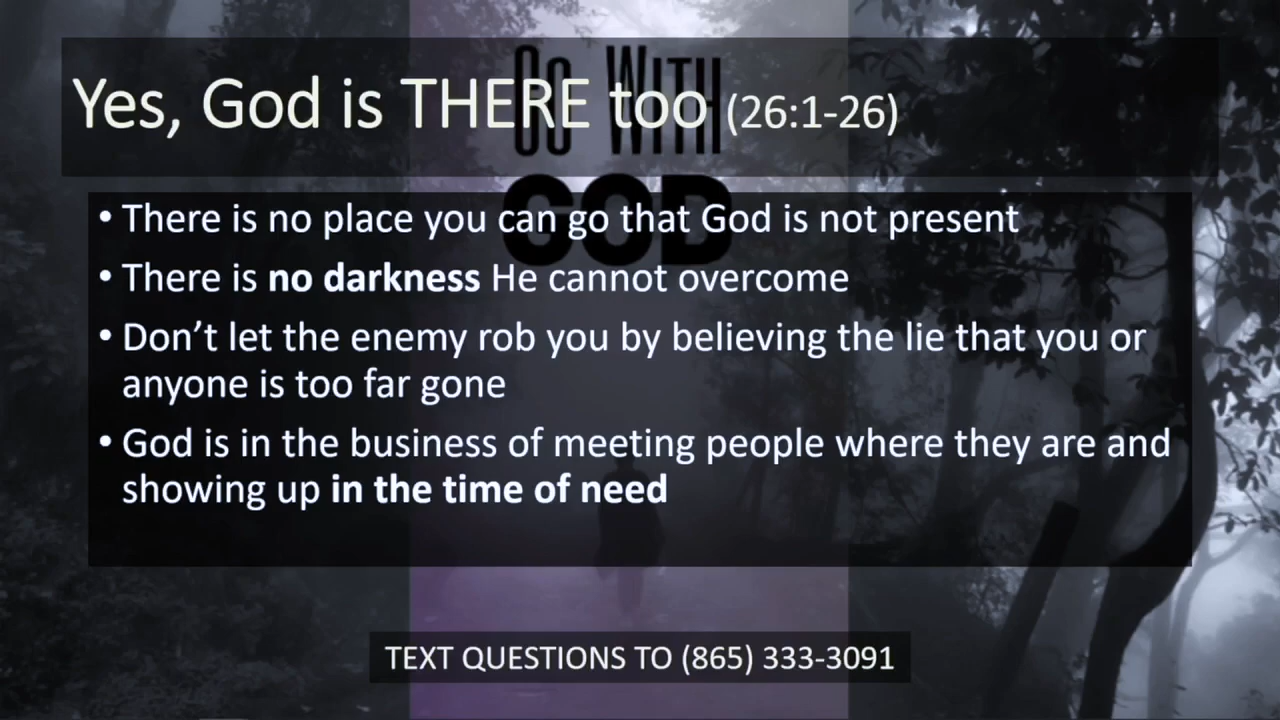 Go With
GOD
Yes, God is THERE too (26:1-26)
• There is no place you can go that God is not present
• There is no darkness He cannot overcome
• Don’t let the enemy rob you by believing the lie that you or
anyone is too far gone
• God is in the business of meeting people where they are and
showing up in the time of need
TEXT QUESTIONS TO (865) 333-3091